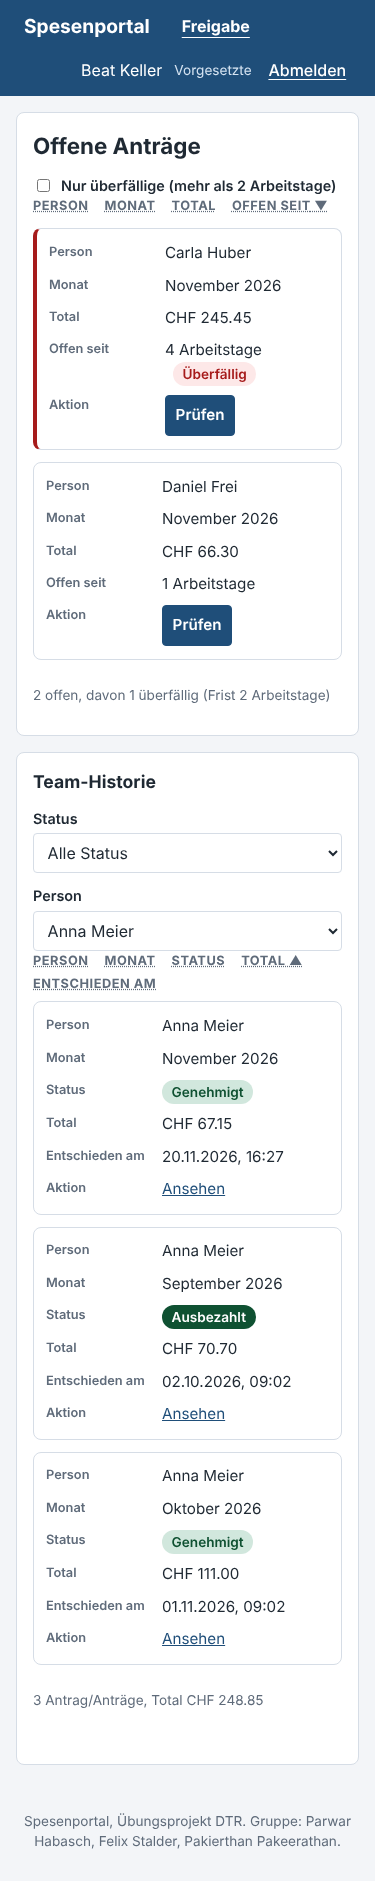 Spesenportal Freigabe
Beat Keller Vorgesetzte Abmelden
Offene Anträge
Nur überfällige (mehr als 2 Arbeitstage)
PERSON MONAT TOTAL OFFEN SEIT ▼
Person Carla Huber
Monat November 2026
Total CHF 245.45
Offen seit 4 Arbeitstage
Überfällig
Aktion Prüfen
Person Daniel Frei
Monat November 2026
Total CHF 66.30
Offen seit 1 Arbeitstage
Aktion Prüfen
2 offen, davon 1 überfällig (Frist 2 Arbeitstage)
Team-Historie
Status
Alle Status
Person
Anna Meier
PERSON MONAT STATUS TOTAL ▲
ENTSCHIEDEN AM
Person Anna Meier
Monat November 2026
Status Genehmigt
Total CHF 67.15
Entschieden am 20.11.2026, 16:27
Aktion Ansehen
Person Anna Meier
Monat September 2026
Status Ausbezahlt
Total CHF 70.70
Entschieden am 02.10.2026, 09:02
Aktion Ansehen
Person Anna Meier
Monat Oktober 2026
Status Genehmigt
Total CHF 111.00
Entschieden am 01.11.2026, 09:02
Aktion Ansehen
3 Antrag/Anträge, Total CHF 248.85
Spesenportal, Übungsprojekt DTR. Gruppe: Parwar
Habasch, Felix Stalder, Pakierthan Pakeerathan.